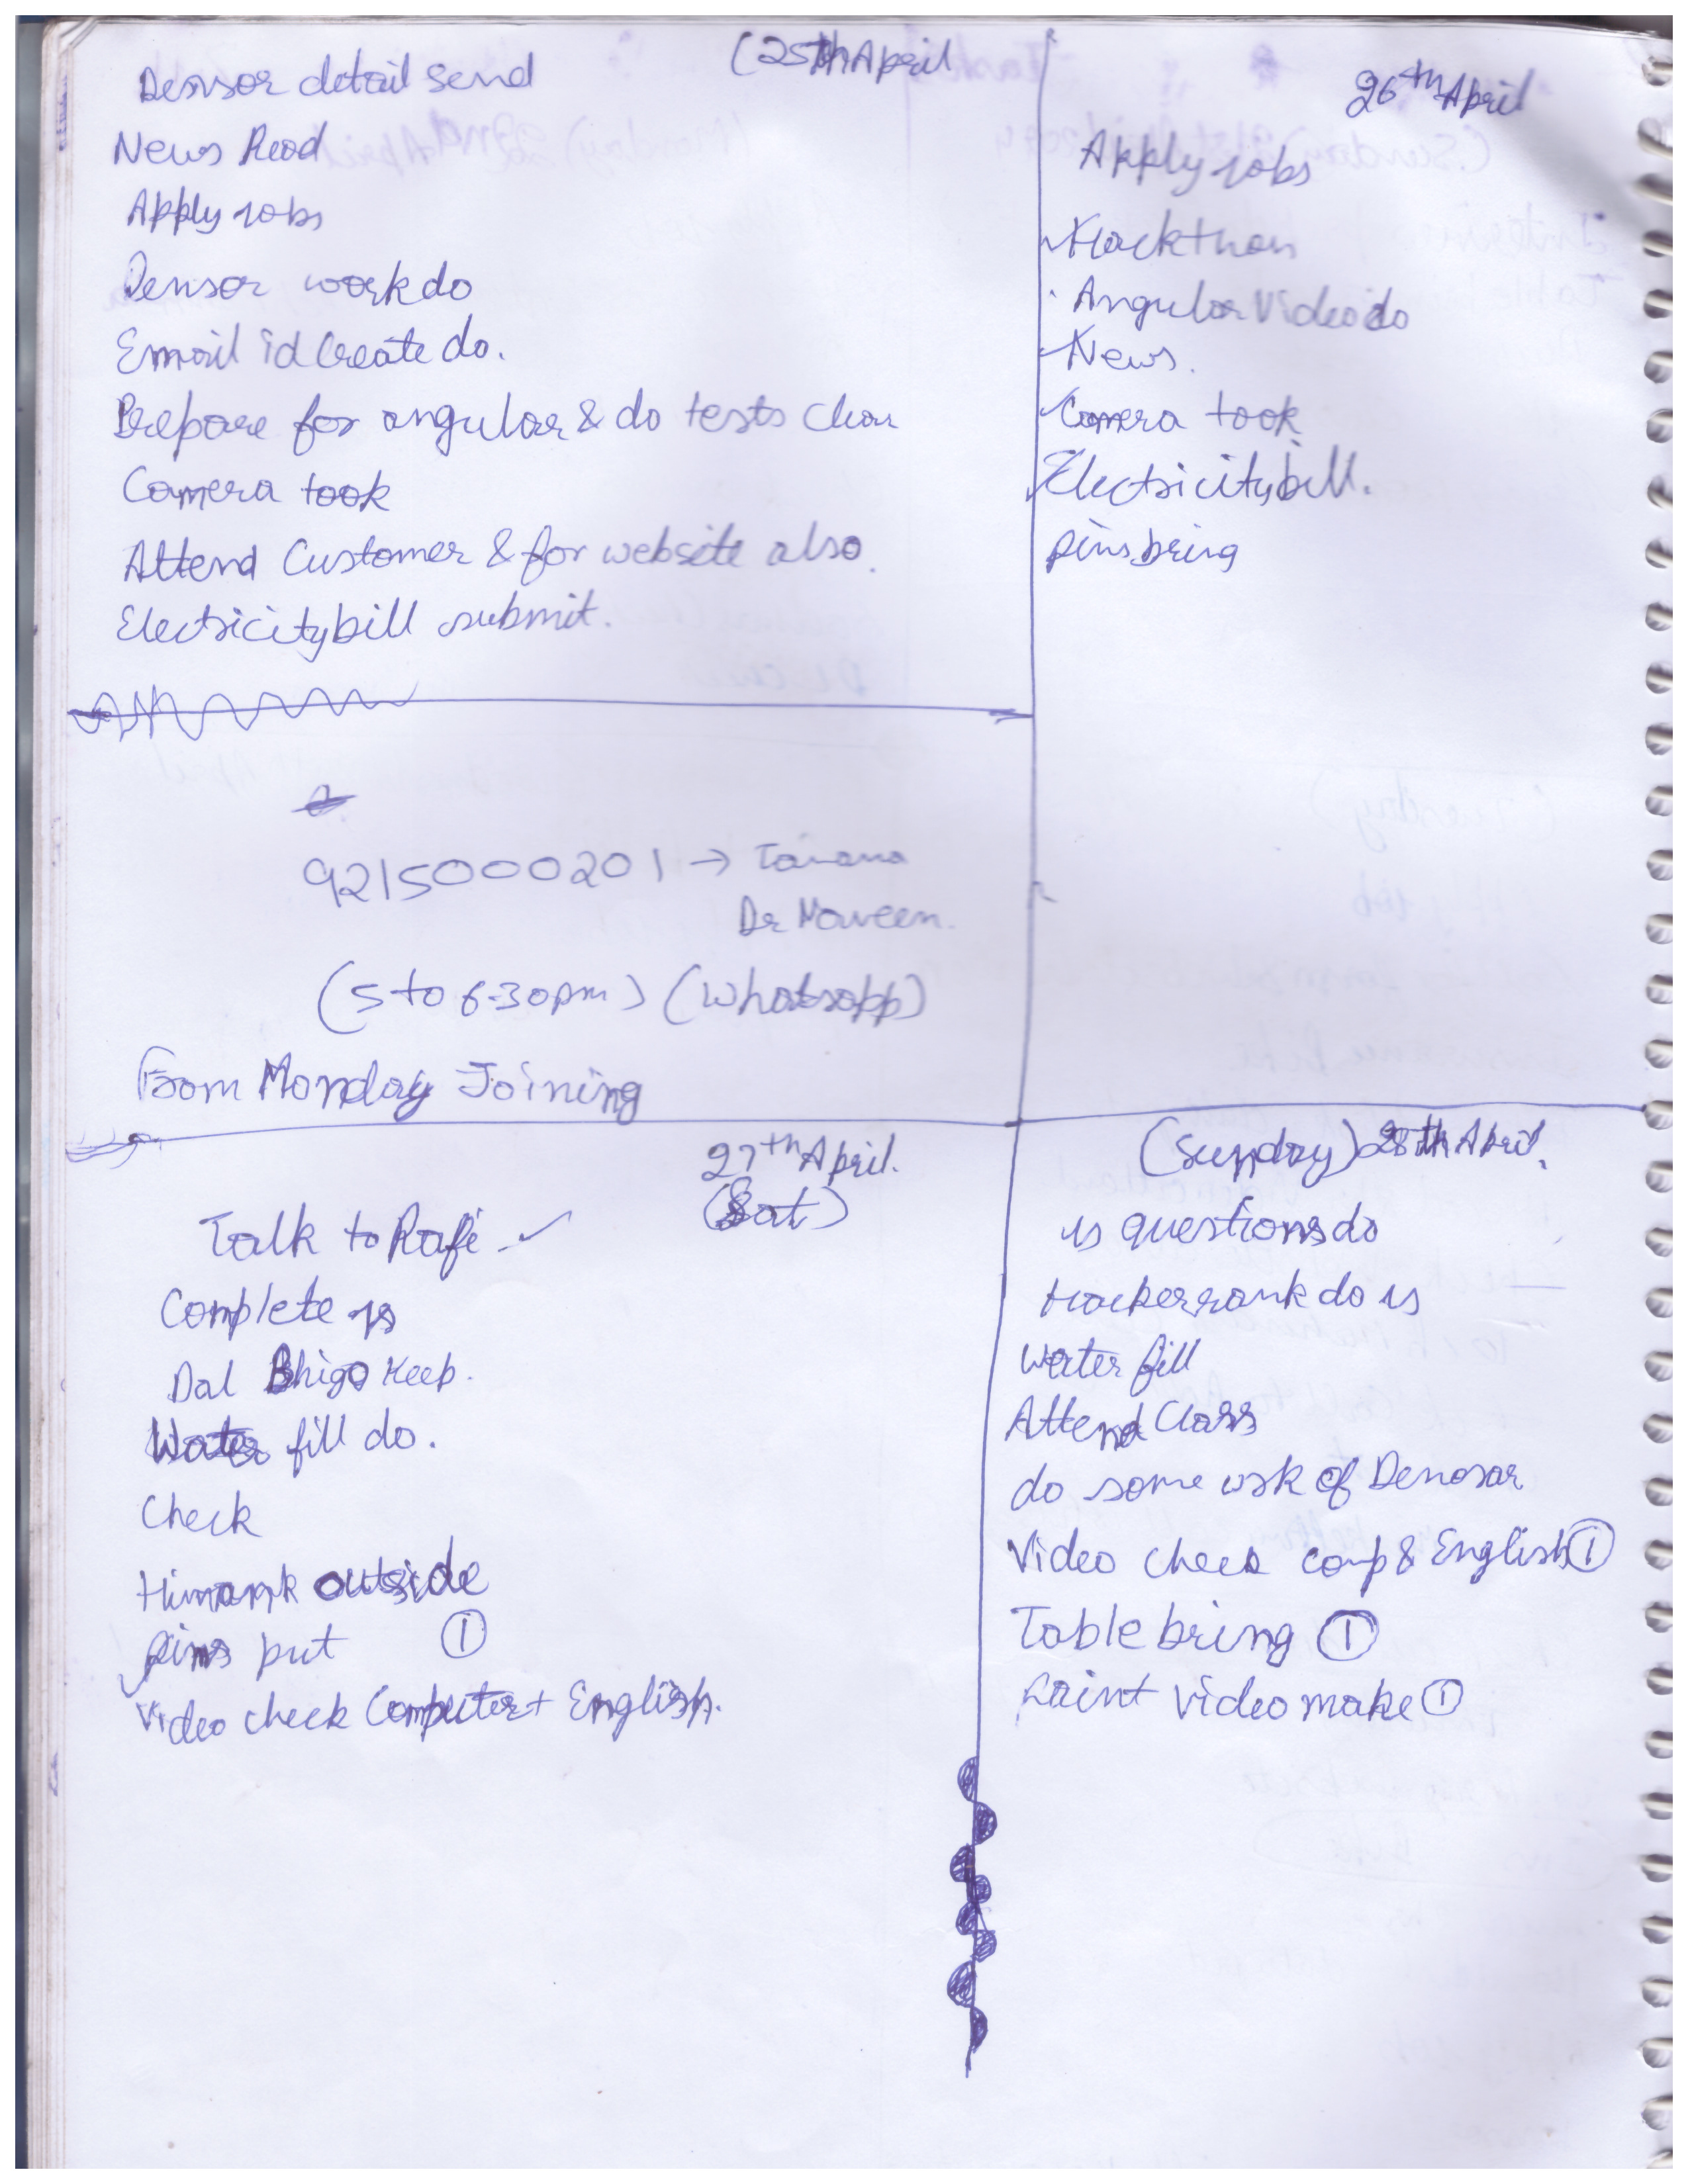 (25th April
Densor detail send
News Read
Apply jobs
Densor work do
Email id Create do.
Prepare for angular & do tests
Camera took
Attend Customer & for website also.
Electricity bill submit.
26th April
Apply jobs
Hackthon
Angular Video do
News.
Camera took
Electricity bill.
pins bring
9215000201 →
Dr Naveen.
(5 to 6-30pm) (Whatsapp)
From Monday Joining
27th April.
(Sat)
Talk to Rafi ✓
Complete js
Dal Bhigo Keep.
Water fill do.
Check
Himank outside
pins put ①
Video check Computer + English.
(Sunday) 28th April.
js questions do
Hackerrank do js
Water fill
Attend Class
do some wrk of Denosar
Video check comp & English ①
Table bring ①
Paint video make ①